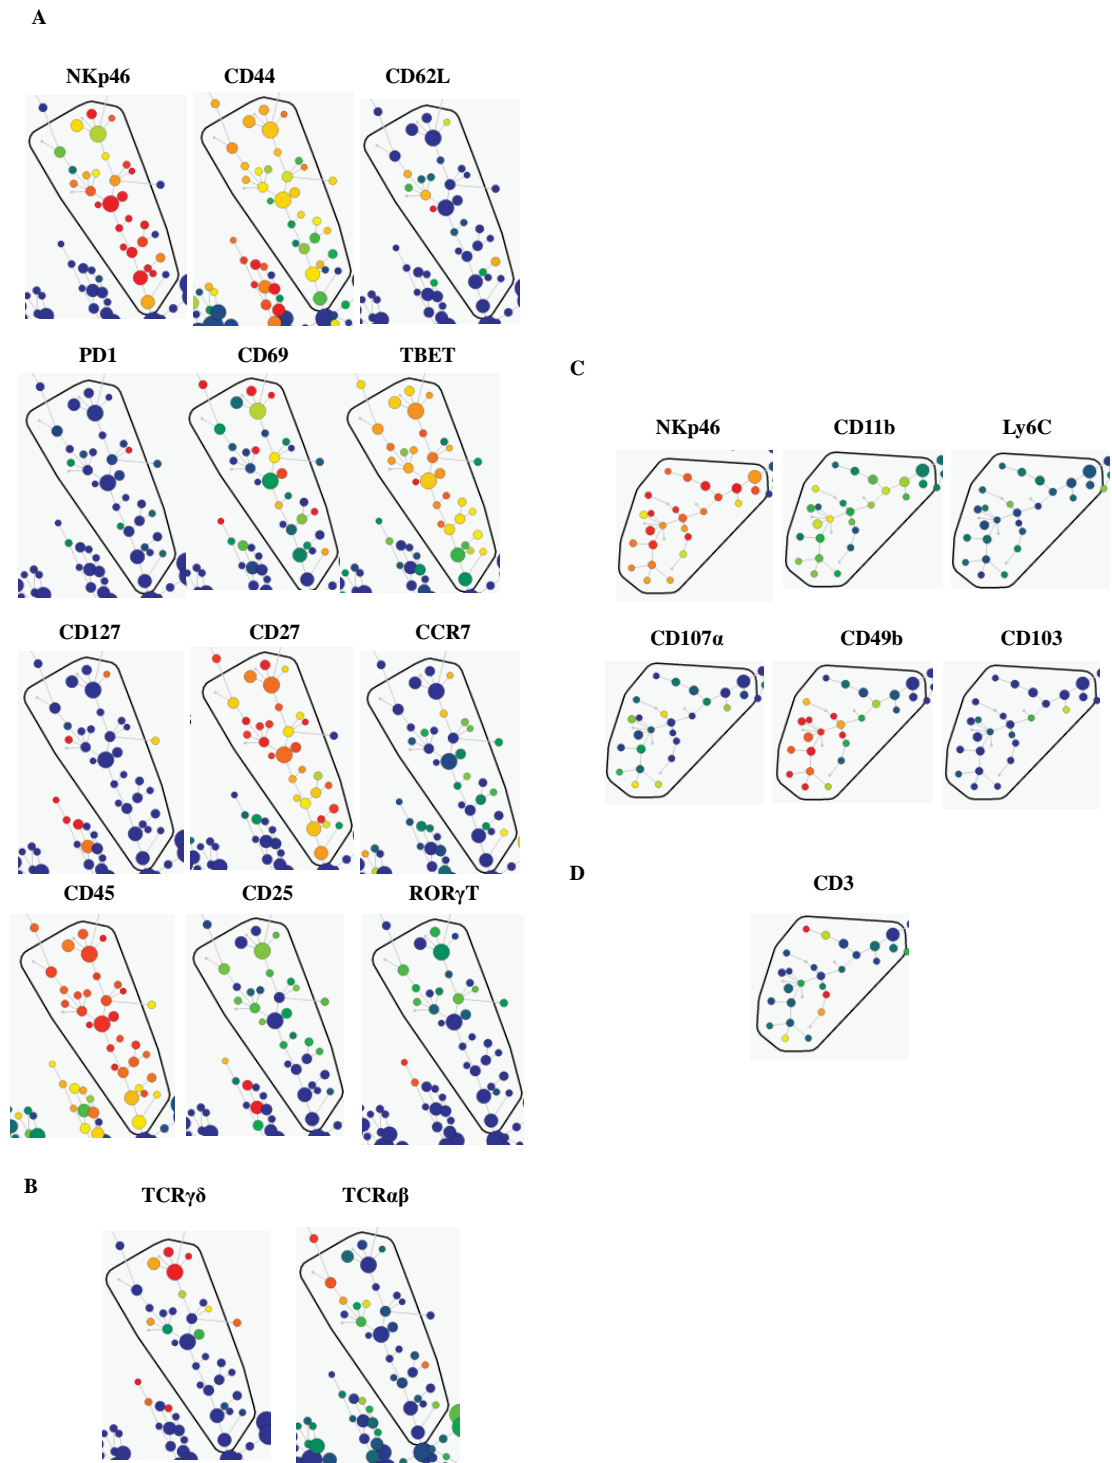 A
NKp46 CD44 CD62L
PD1 CD69 TBET
CD127 CD27 CCR7
CD45 CD25 RORγT
B
TCRγδ TCRαβ
C
NKp46 CD11b Ly6C
CD107α CD49b CD103
D
CD3